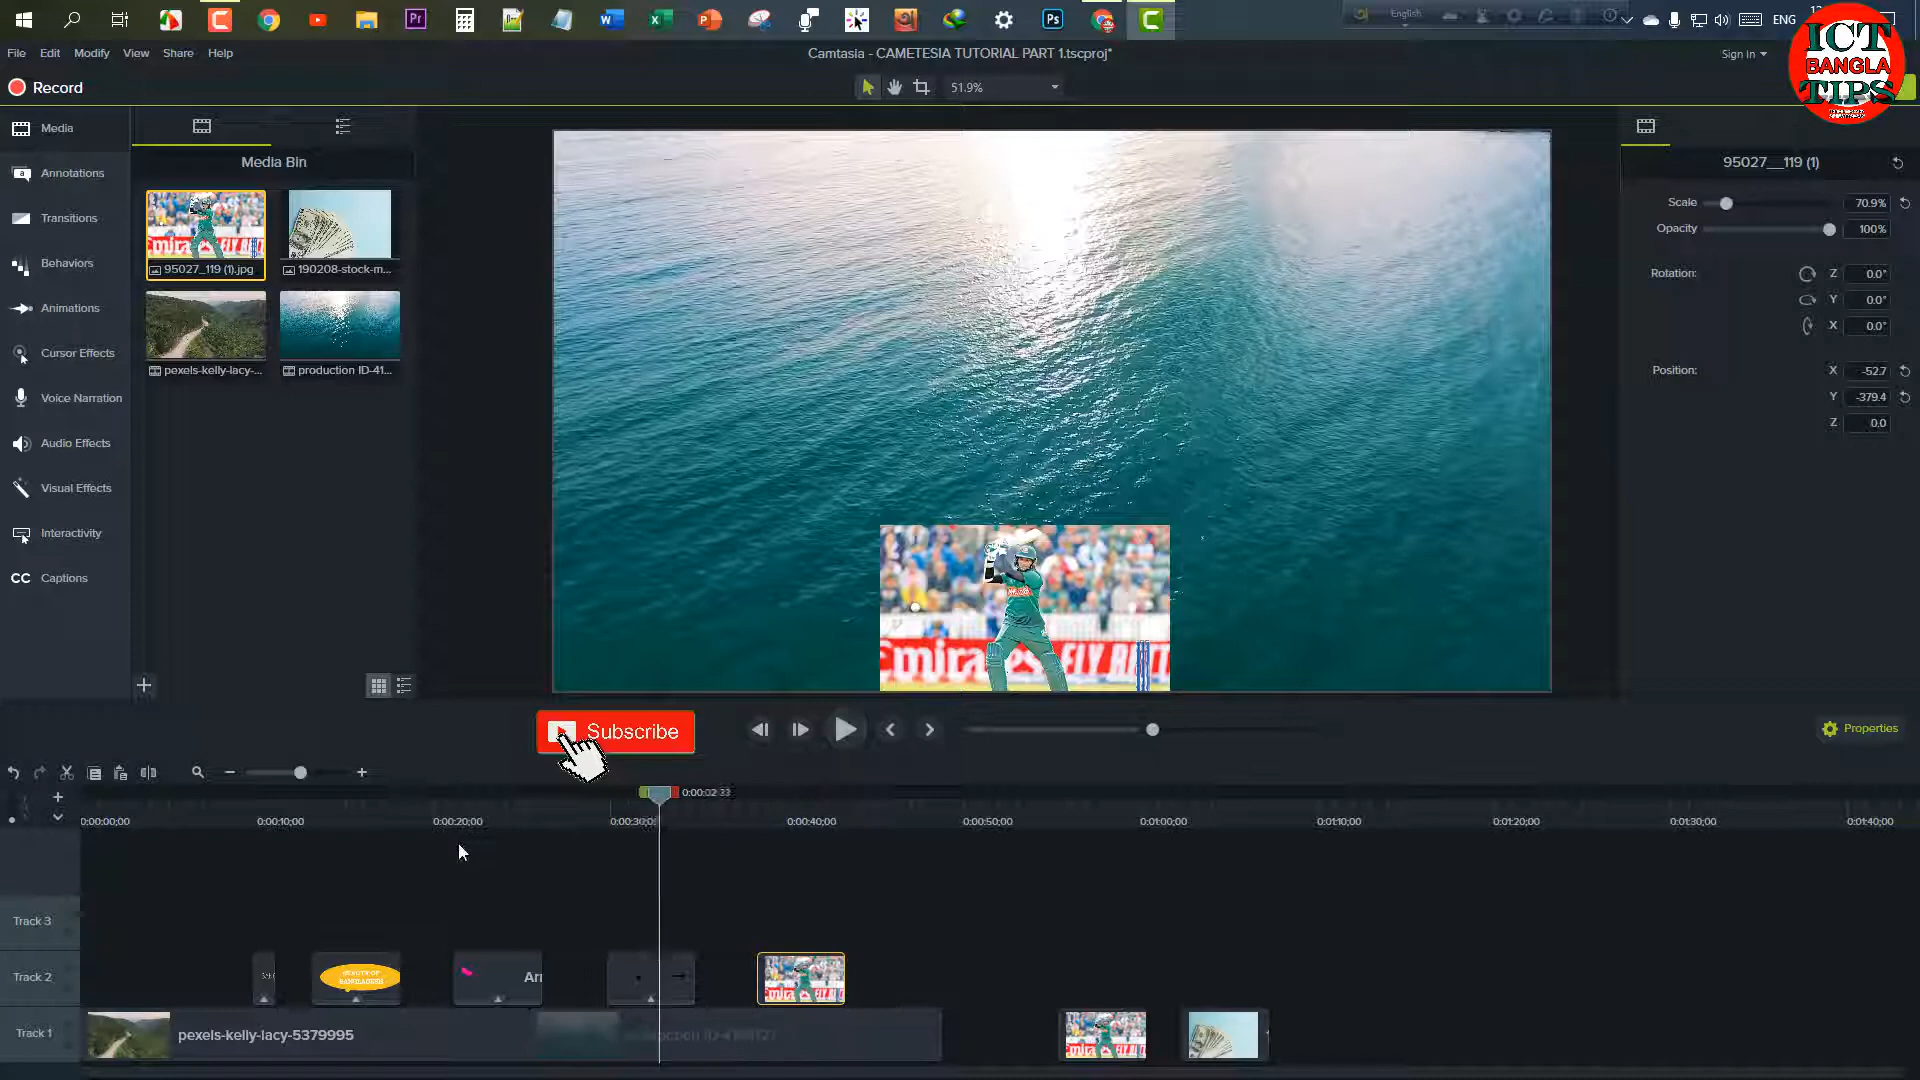 English
ENG
ICT
BANGLA
TIPS
File Edit Modify View Share Help
Camtasia - CAMETESIA TUTORIAL PART 1.tscproj*
Sign In
Record
51.9%
Media
Annotations
Transitions
Behaviors
Animations
Cursor Effects
Voice Narration
Audio Effects
Visual Effects
Interactivity
CC Captions
Media Bin
95027_119 (1).jpg
190208-stock-m...
pexels-kelly-lacy-...
production ID-41...
95027__119 (1)
Scale 70.9%
Opacity 100%
Rotation: Z 0.0°
Y 0.0°
X 0.0°
Position: X -52.7
Y -379.4
Z 0.0
Subscribe
Properties
0:00:02;33
0:00:00;00 0:00:10;00 0:00:20;00 0:00:40;00 0:00:50;00 0:01:00;00 0:01:10;00 0:01:20;00 0:01:30;00 0:01:40;00
Track 3
Track 2
BEAUTY OF
BANGLADESH
Arr
Track 1
pexels-kelly-lacy-5379995